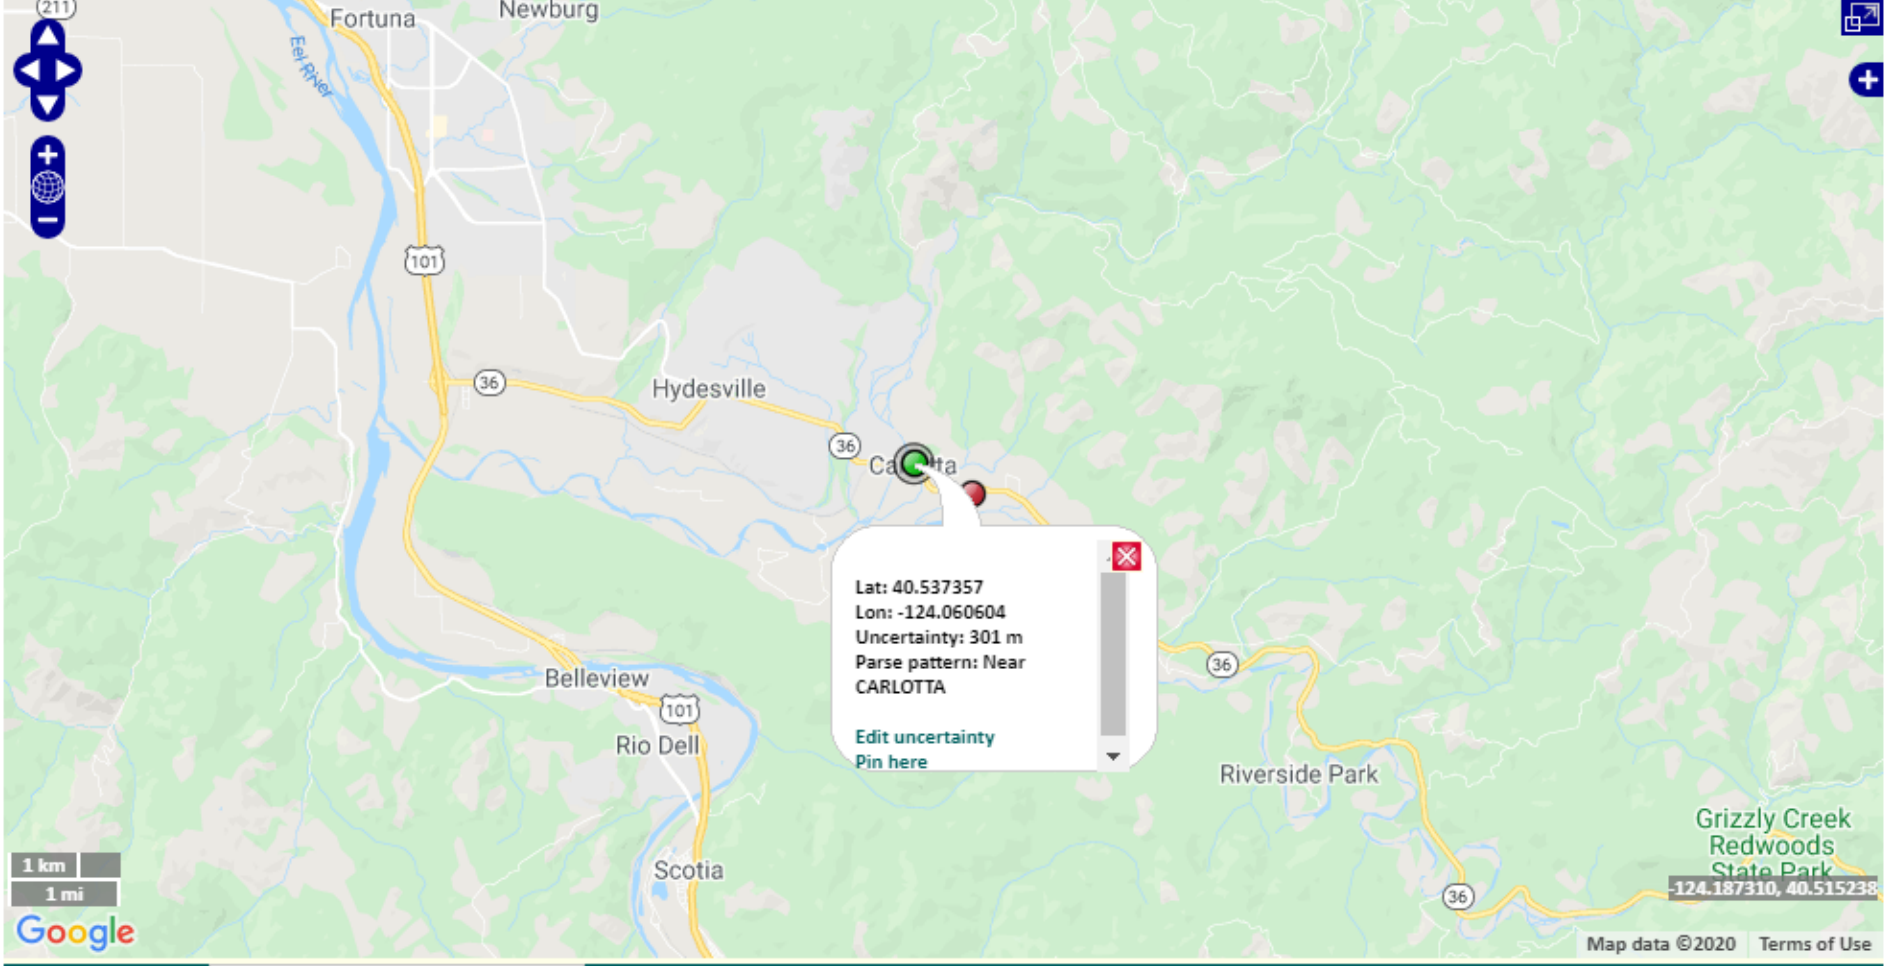 211
Fortuna
Newburg
Eel River
101
36
Hydesville
36
Lat: 40.537357
Lon: -124.060604
Uncertainty: 301 m
Parse pattern: Near
CARLOTTA
Edit uncertainty
Pin here
36
Belleview
101
Rio Dell
Riverside Park
Grizzly Creek
Redwoods
State Park
-124.187310, 40.515238
Scotia
36
1 km
1 mi
Google
Map data ©2020
Terms of Use